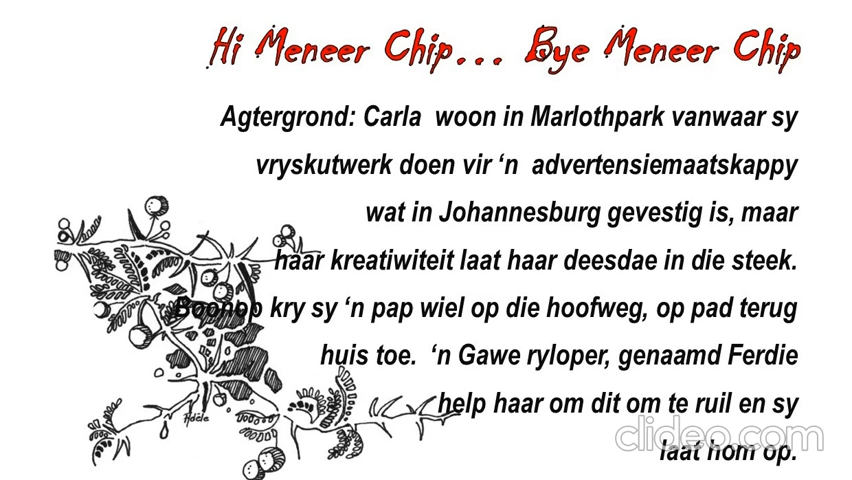 Hi Meneer Chip... Bye Meneer Chip
Agtergrond: Carla woon in Marlothpark vanwaar sy
vryskutwerk doen vir ‘n advertensiemaatskappy
wat in Johannesburg gevestig is, maar
haar kreatiwiteit laat haar deesdae in die steek.
Boonop kry sy ‘n pap wiel op die hoofweg, op pad terug
huis toe. ‘n Gawe ryloper, genaamd Ferdie
help haar om dit om te ruil en sy
laat hom op.
Adéle
clideo.com